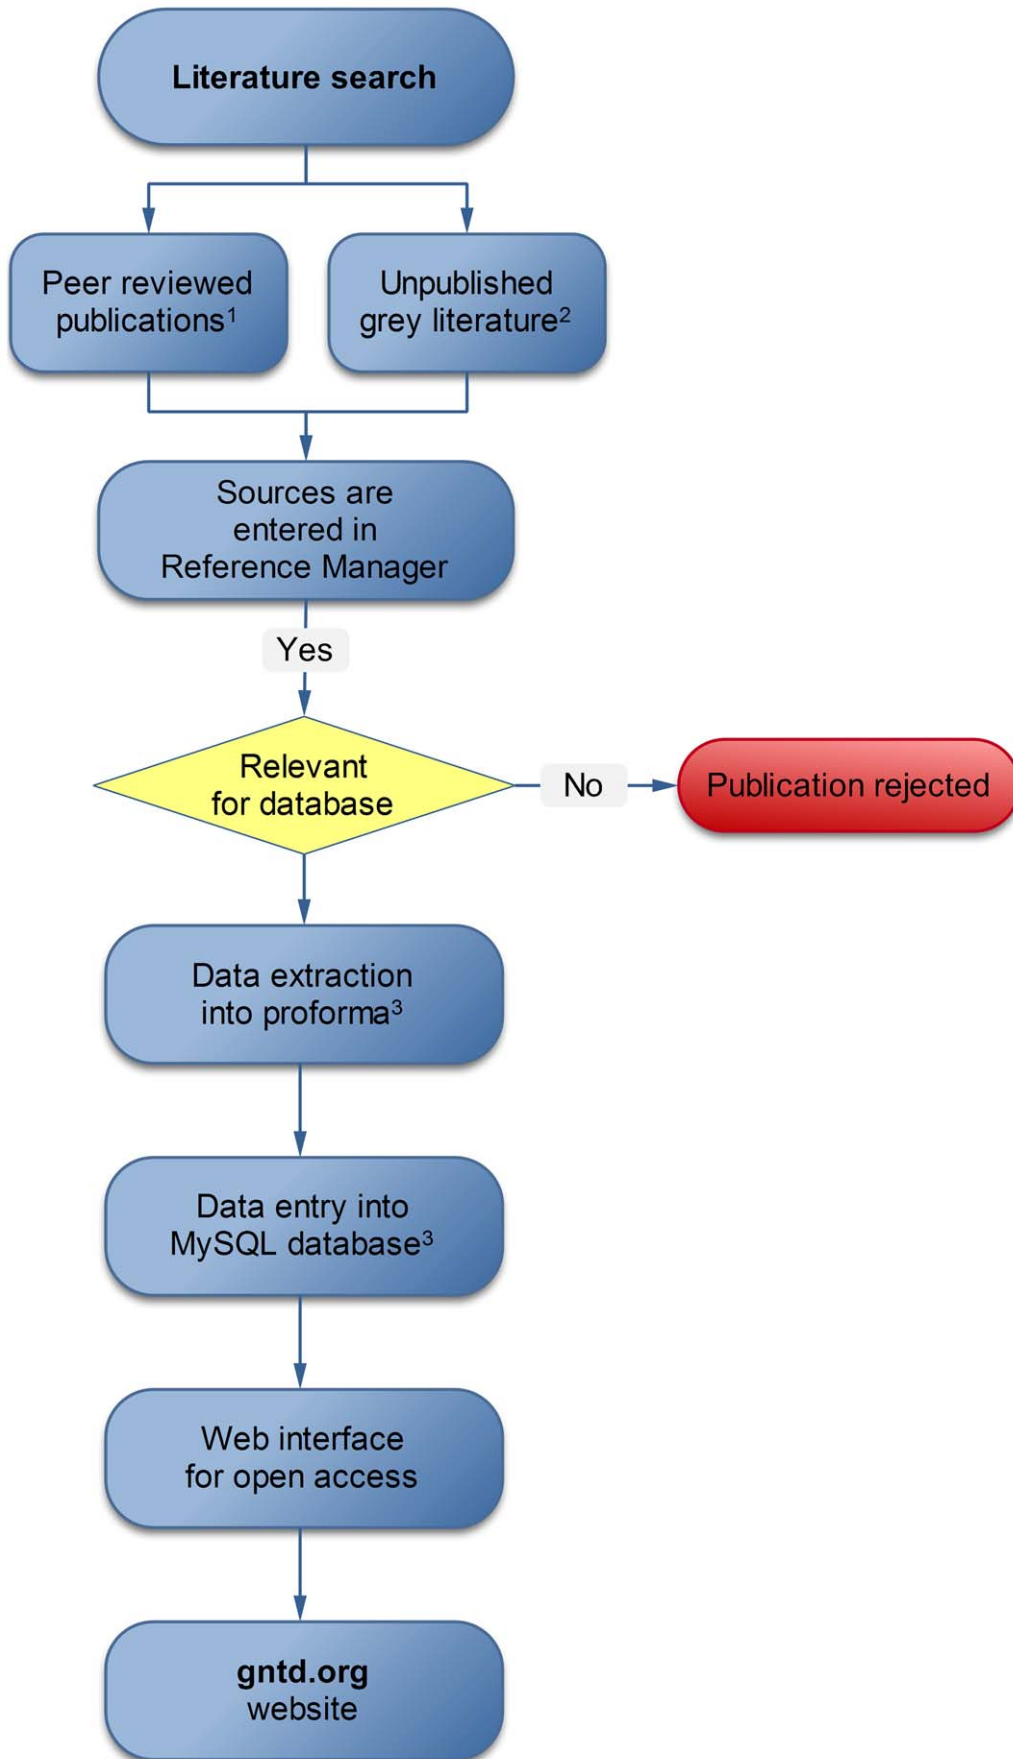 Literature search
Peer reviewed
publications¹
Unpublished
grey literature²
Sources are
entered in
Reference Manager
Yes
Relevant
for database
No
Publication rejected
Data extraction
into proforma³
Data entry into
MySQL database³
Web interface
for open access
gntd.org
website